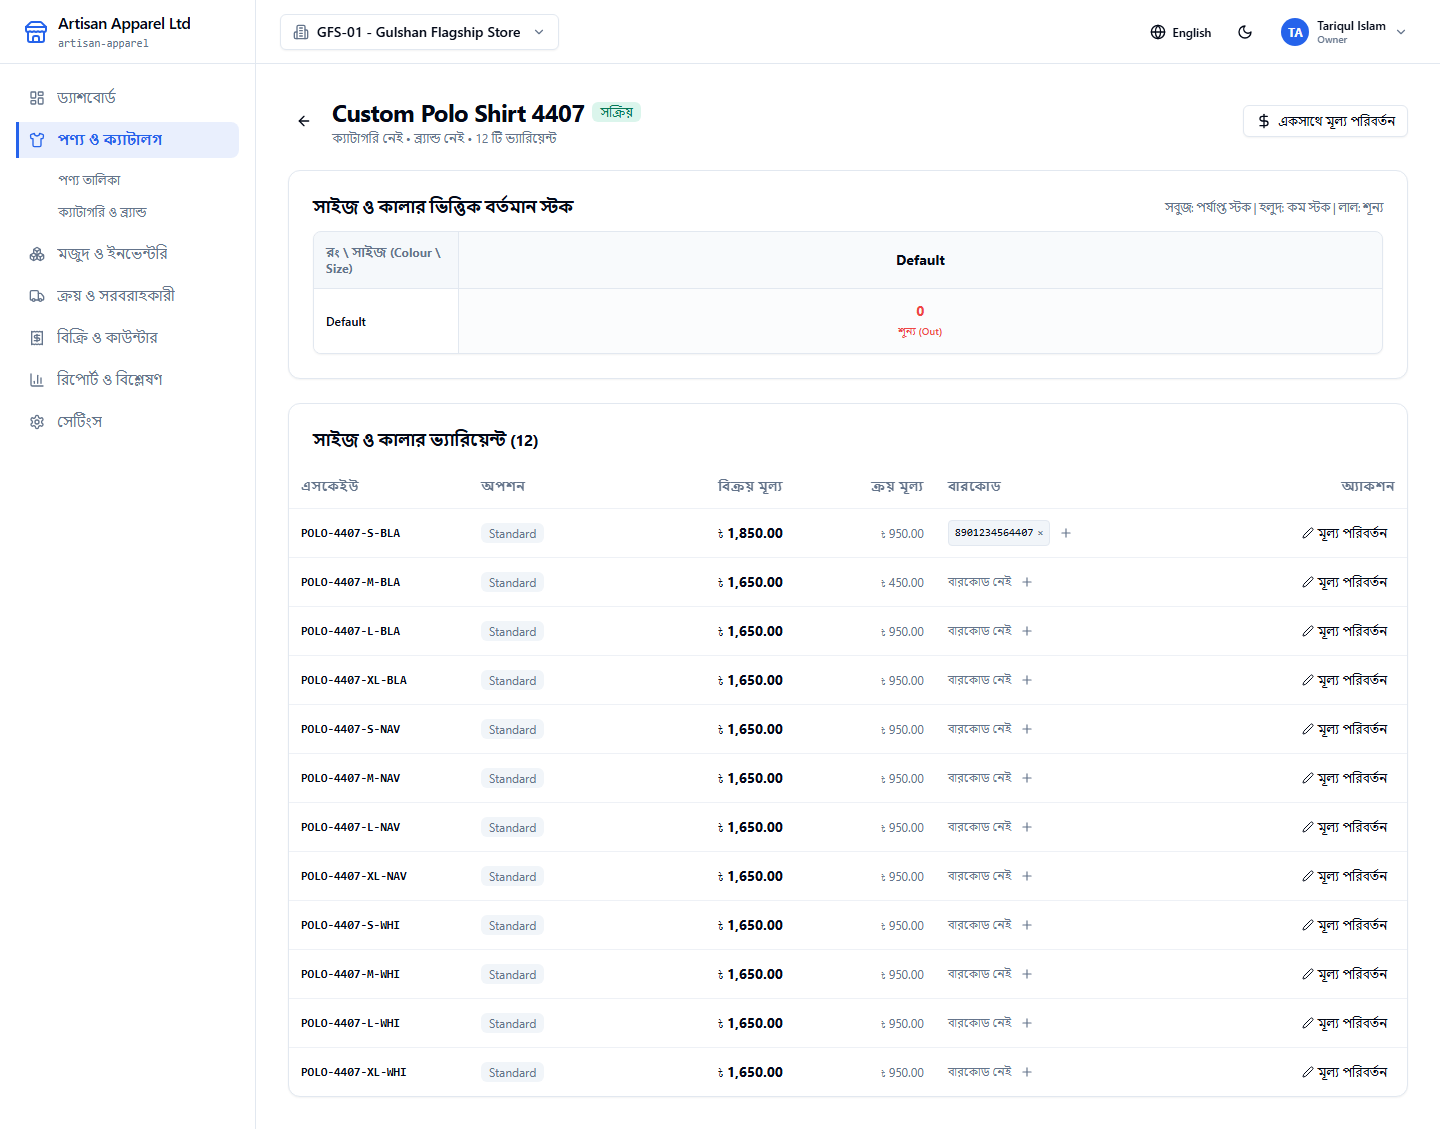 Artisan Apparel Ltd
artisan-apparel
GFS-01 - Gulshan Flagship Store
English
TA
Tariqul Islam
Owner
ড্যাশবোর্ড
পণ্য ও ক্যাটালগ
পণ্য তালিকা
ক্যাটাগরি ও ব্র্যান্ড
মজুদ ও ইনভেন্টরি
ক্রয় ও সরবরাহকারী
বিক্রি ও কাউন্টার
রিপোর্ট ও বিশ্লেষণ
সেটিংস
Custom Polo Shirt 4407 সক্রিয়
ক্যাটাগরি নেই • ব্র্যান্ড নেই • 12 টি ভ্যারিয়েন্ট
$ একসাথে মূল্য পরিবর্তন
সাইজ ও কালার ভিত্তিক বর্তমান স্টক
সবুজ: পর্যাপ্ত স্টক | হলুদ: কম স্টক | লাল: শূন্য
রং \ সাইজ (Colour \ Size)
Default
Default
0
শূন্য (Out)
সাইজ ও কালার ভ্যারিয়েন্ট (12)
এসকেইউ অপশন বিক্রয় মূল্য ক্রয় মূল্য বারকোড অ্যাকশন
POLO-4407-S-BLA Standard ৳ 1,850.00 ৳ 950.00 8901234564407 × + মূল্য পরিবর্তন
POLO-4407-M-BLA Standard ৳ 1,650.00 ৳ 450.00 বারকোড নেই + মূল্য পরিবর্তন
POLO-4407-L-BLA Standard ৳ 1,650.00 ৳ 950.00 বারকোড নেই + মূল্য পরিবর্তন
POLO-4407-XL-BLA Standard ৳ 1,650.00 ৳ 950.00 বারকোড নেই + মূল্য পরিবর্তন
POLO-4407-S-NAV Standard ৳ 1,650.00 ৳ 950.00 বারকোড নেই + মূল্য পরিবর্তন
POLO-4407-M-NAV Standard ৳ 1,650.00 ৳ 950.00 বারকোড নেই + মূল্য পরিবর্তন
POLO-4407-L-NAV Standard ৳ 1,650.00 ৳ 950.00 বারকোড নেই + মূল্য পরিবর্তন
POLO-4407-XL-NAV Standard ৳ 1,650.00 ৳ 950.00 বারকোড নেই + মূল্য পরিবর্তন
POLO-4407-S-WHI Standard ৳ 1,650.00 ৳ 950.00 বারকোড নেই + মূল্য পরিবর্তন
POLO-4407-M-WHI Standard ৳ 1,650.00 ৳ 950.00 বারকোড নেই + মূল্য পরিবর্তন
POLO-4407-L-WHI Standard ৳ 1,650.00 ৳ 950.00 বারকোড নেই + মূল্য পরিবর্তন
POLO-4407-XL-WHI Standard ৳ 1,650.00 ৳ 950.00 বারকোড নেই + মূল্য পরিবর্তন